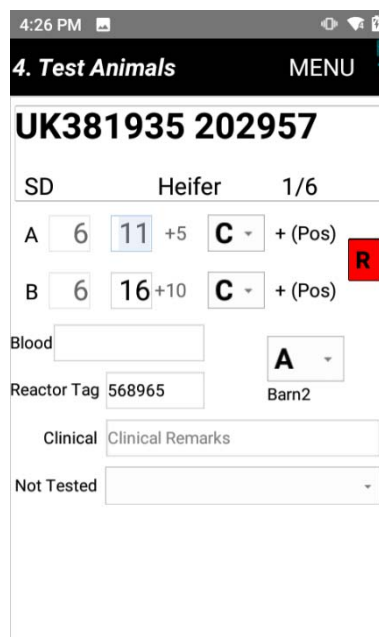 4:26 PM
4. Test Animals MENU
UK381935 202957
SD Heifer 1/6
A 6 11 +5 C + (Pos)
R
B 6 16 +10 C + (Pos)
Blood
A
Reactor Tag 568965 Barn2
Clinical Clinical Remarks
Not Tested